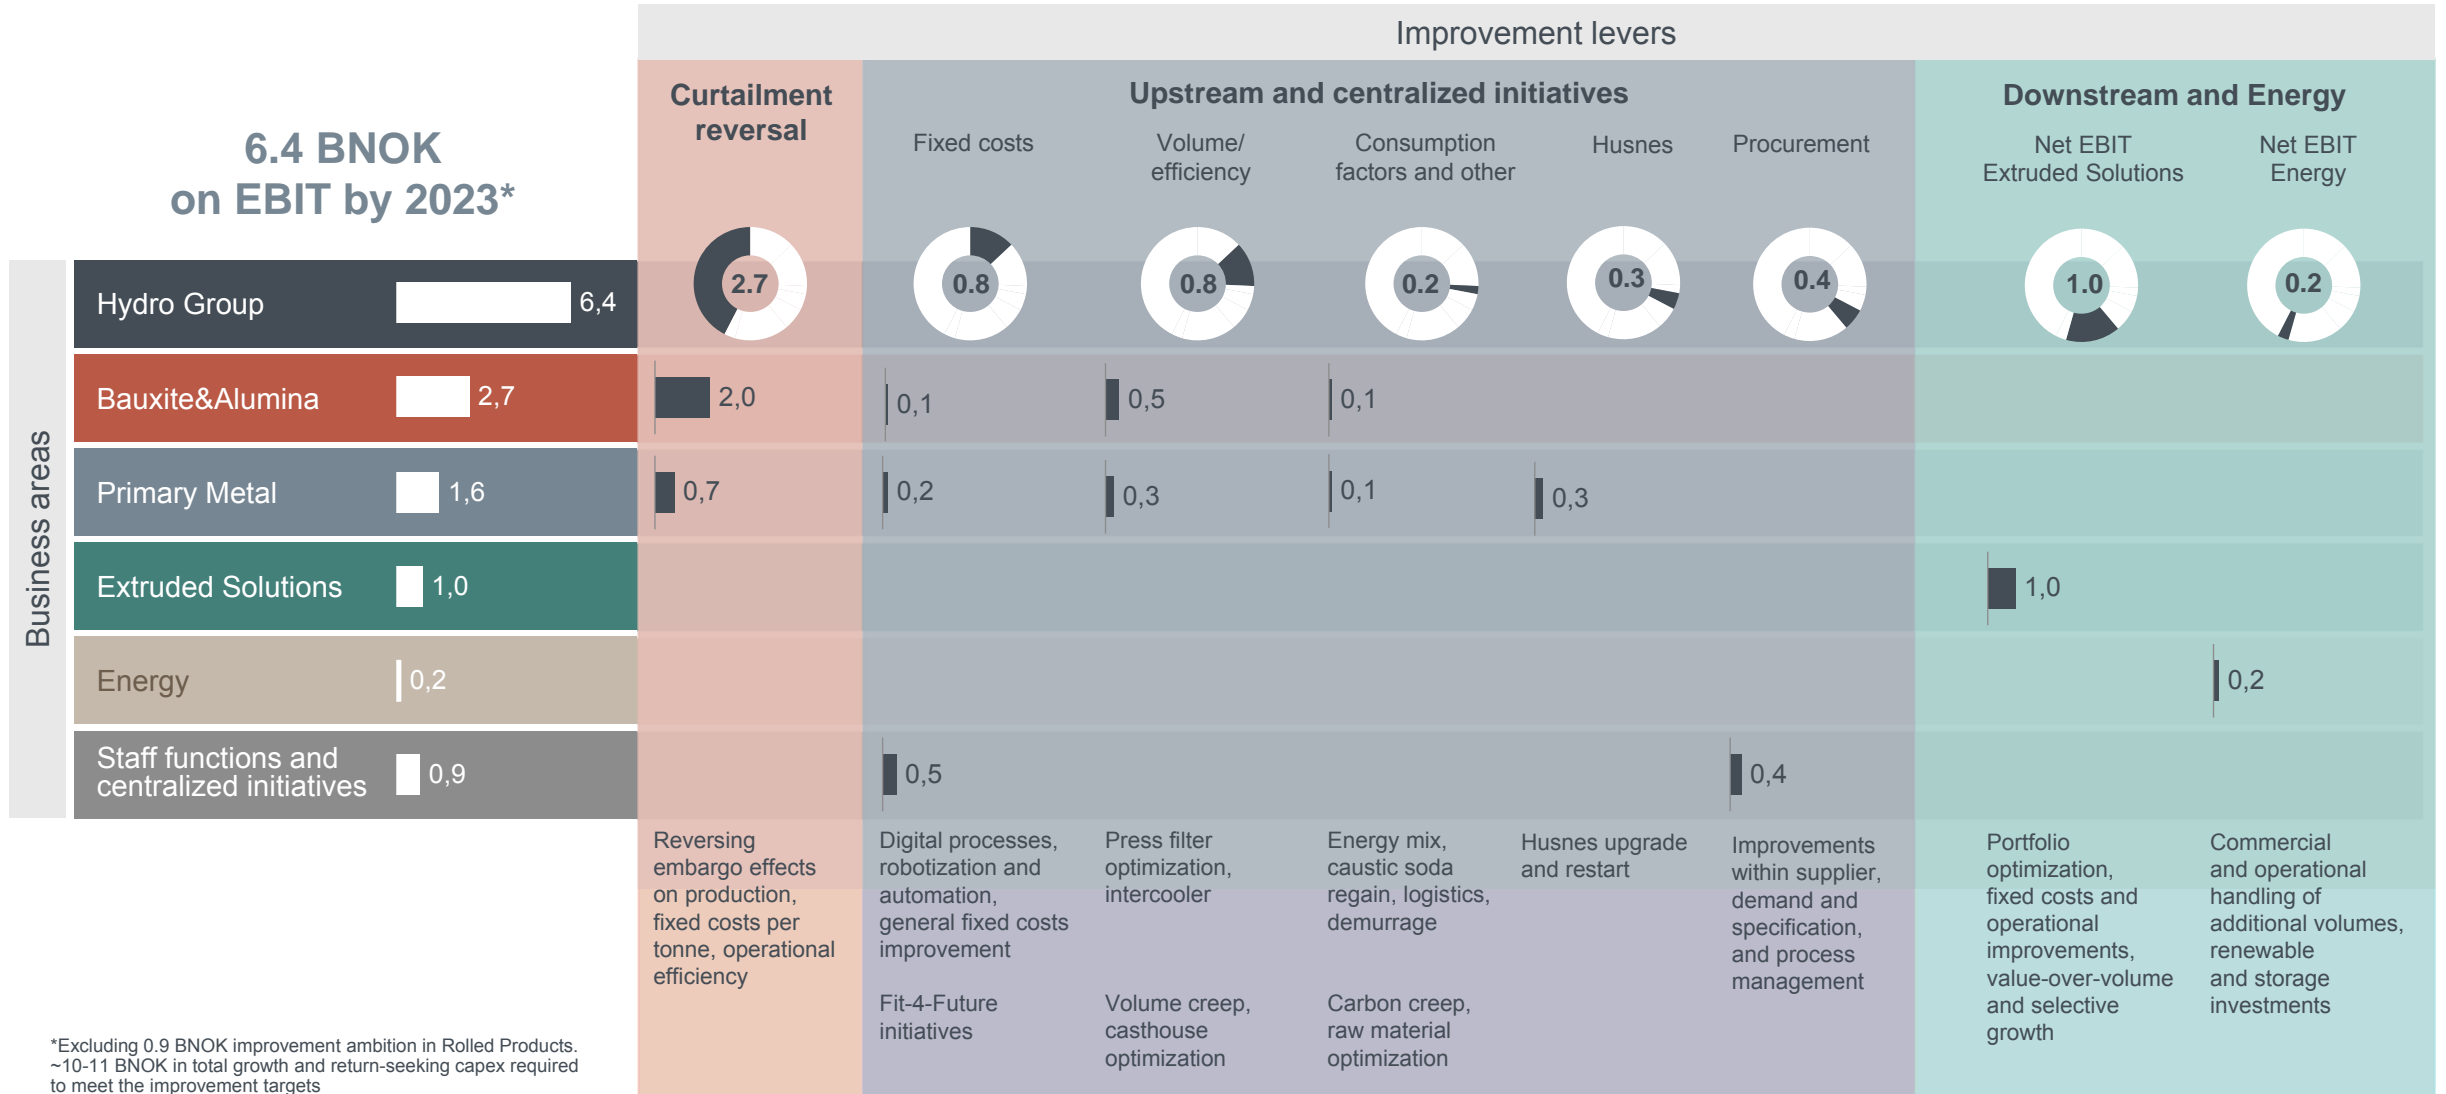 Improvement levers
6.4 BNOK
on EBIT by 2023*
Curtailment
reversal
Upstream and centralized initiatives
Fixed costs
Volume/
efficiency
Consumption
factors and other
Husnes
Procurement
Downstream and Energy
Net EBIT
Extruded Solutions
Net EBIT
Energy
Business areas
Hydro Group 6,4 2.7 0.8 0.8 0.2 0.3 0.4 1.0 0.2
Bauxite&Alumina 2,7 2,0 0,1 0,5 0,1
Primary Metal 1,6 0,7 0,2 0,3 0,1 0,3
Extruded Solutions 1,0 1,0
Energy 0,2 0,2
Staff functions and
centralized initiatives 0,9 0,5 0,4
Reversing
embargo effects
on production,
fixed costs per
tonne, operational
efficiency
Digital processes,
robotization and
automation,
general fixed costs
improvement
Fit-4-Future
initiatives
Press filter
optimization,
intercooler
Volume creep,
casthouse
optimization
Energy mix,
caustic soda
regain, logistics,
demurrage
Carbon creep,
raw material
optimization
Husnes upgrade
and restart
Improvements
within supplier,
demand and
specification,
and process
management
Portfolio
optimization,
fixed costs and
operational
improvements,
value-over-volume
and selective
growth
Commercial
and operational
handling of
additional volumes,
renewable
and storage
investments
*Excluding 0.9 BNOK improvement ambition in Rolled Products.
~10-11 BNOK in total growth and return-seeking capex required
to meet the improvement targets